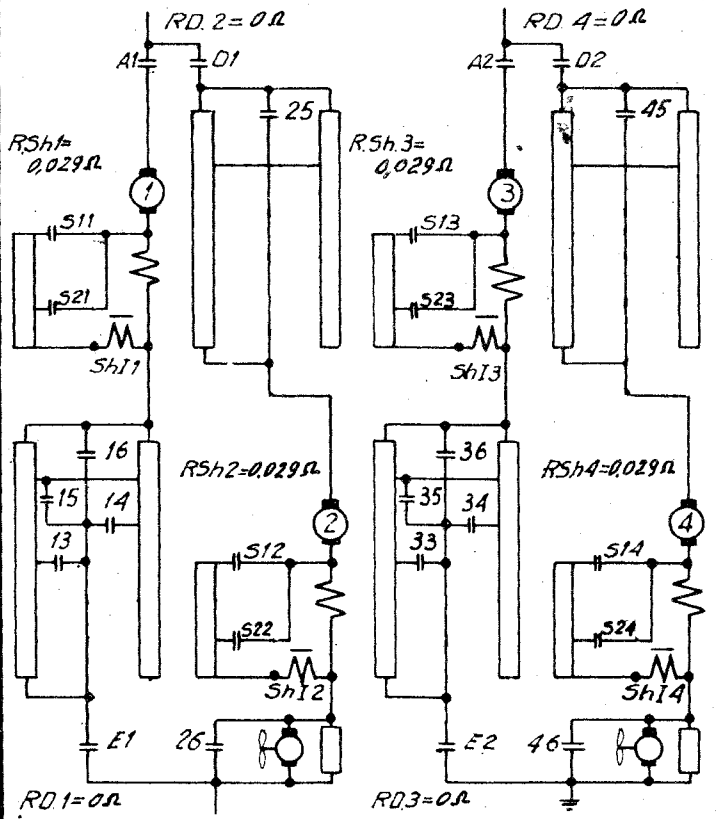 RD.2=0Ω
RD.4=0Ω
A1
D1
A2
D2
25
45
RSh1=
0,029Ω
RSh.3=
0,029Ω
1
3
S11
S13
S21
S23
ShI1
ShI3
16
36
RSh2=0,029Ω
RSh4=0,029Ω
15
14
35
34
2
4
13
S12
33
S14
S22
S24
ShI2
ShI4
E1
26
E2
46
RD.1=0Ω
RD.3=0Ω